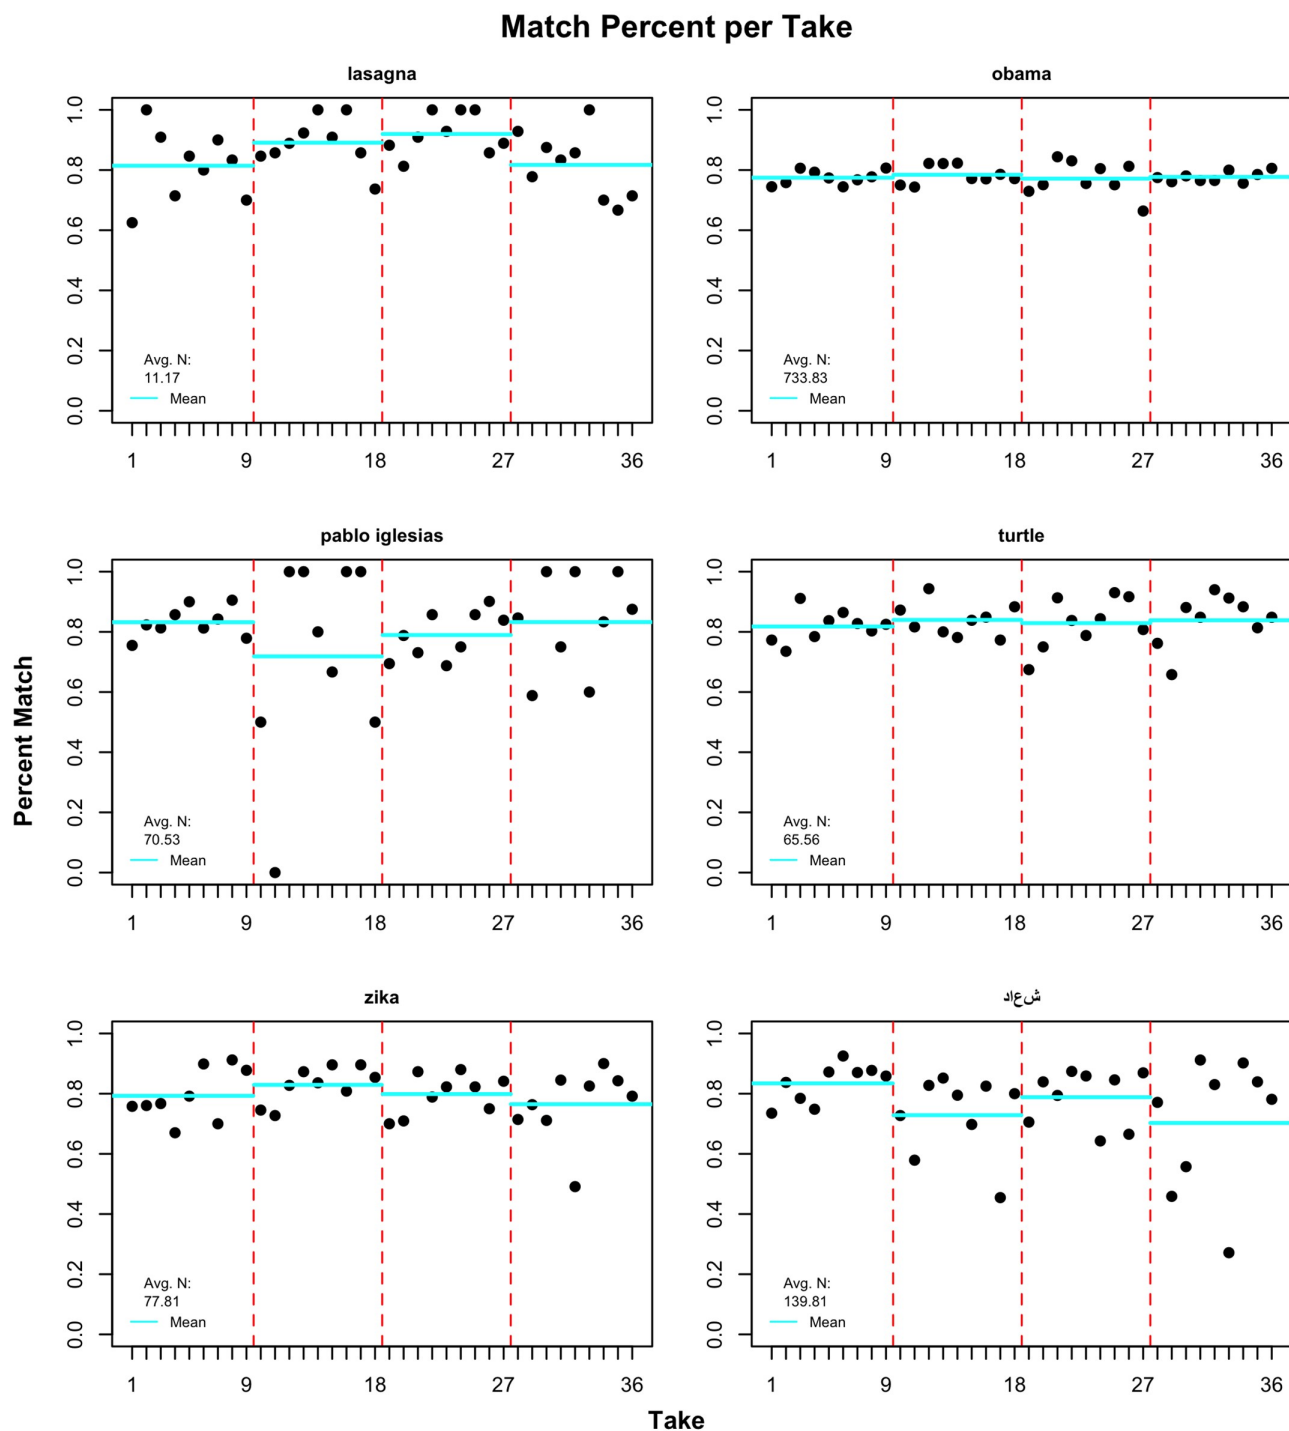 Match Percent per Take
lasagna
1.0
0.8
0.6
0.4
0.2
0.0
Avg. N:
11.17
Mean
1 9 18 27 36
obama
1.0
0.8
0.6
0.4
0.2
0.0
Avg. N:
733.83
Mean
1 9 18 27 36
Percent Match
pablo iglesias
1.0
0.8
0.6
0.4
0.2
0.0
Avg. N:
70.53
Mean
1 9 18 27 36
turtle
1.0
0.8
0.6
0.4
0.2
0.0
Avg. N:
65.56
Mean
1 9 18 27 36
zika
1.0
0.8
0.6
0.4
0.2
0.0
Avg. N:
77.81
Mean
1 9 18 27 36
شعاد
1.0
0.8
0.6
0.4
0.2
0.0
Avg. N:
139.81
Mean
1 9 18 27 36
Take